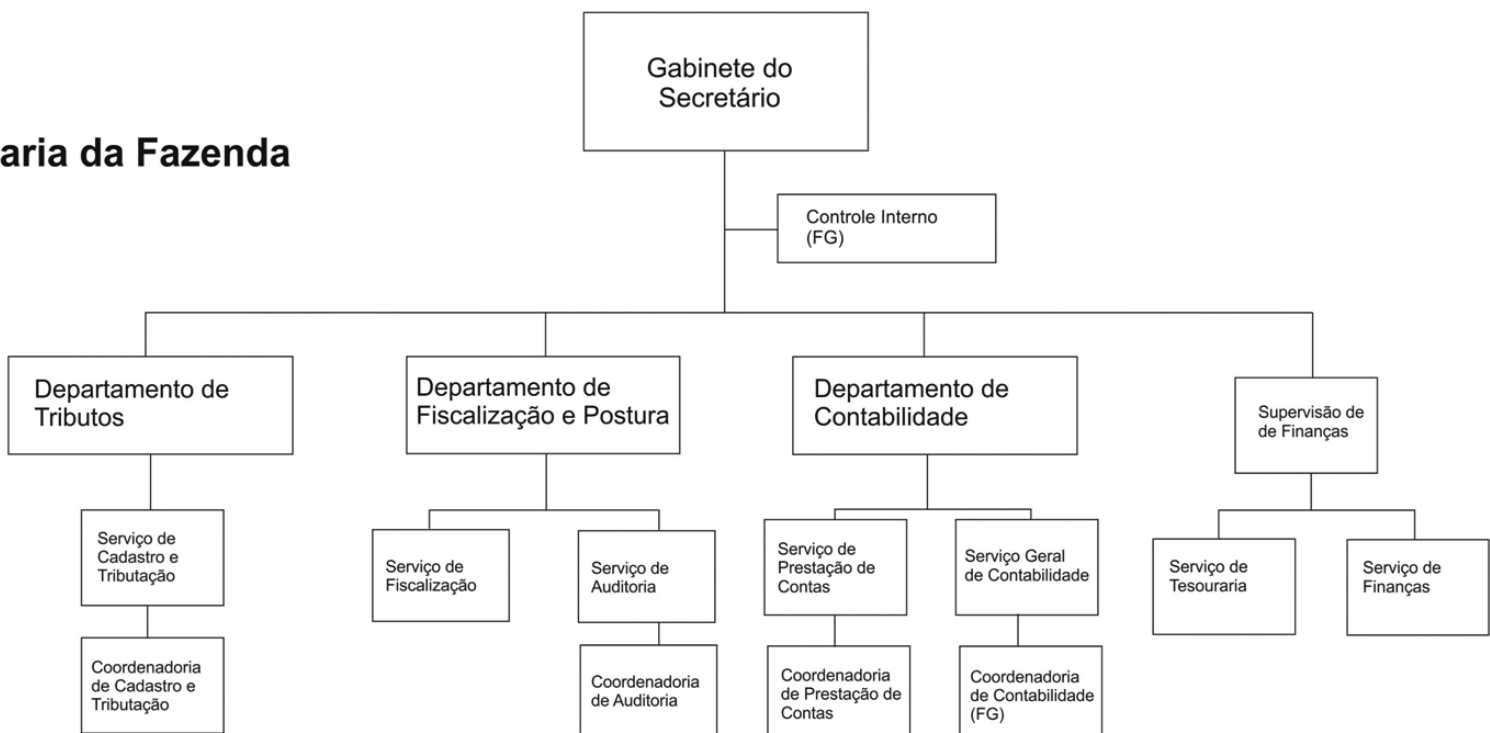 Gabinete do
Secretário
aria da Fazenda
Controle Interno
(FG)
Departamento de
Tributos
Departamento de
Fiscalização e Postura
Departamento de
Contabilidade
Supervisão de
de Finanças
Serviço de
Cadastro e
Tributação
Serviço de
Fiscalização
Serviço de
Auditoria
Serviço de
Prestação de
Contas
Serviço Geral
de Contabilidade
Serviço de
Tesouraria
Serviço de
Finanças
Coordenadoria
de Cadastro e
Tributação
Coordenadoria
de Auditoria
Coordenadoria
de Prestação de
Contas
Coordenadoria
de Contabilidade
(FG)